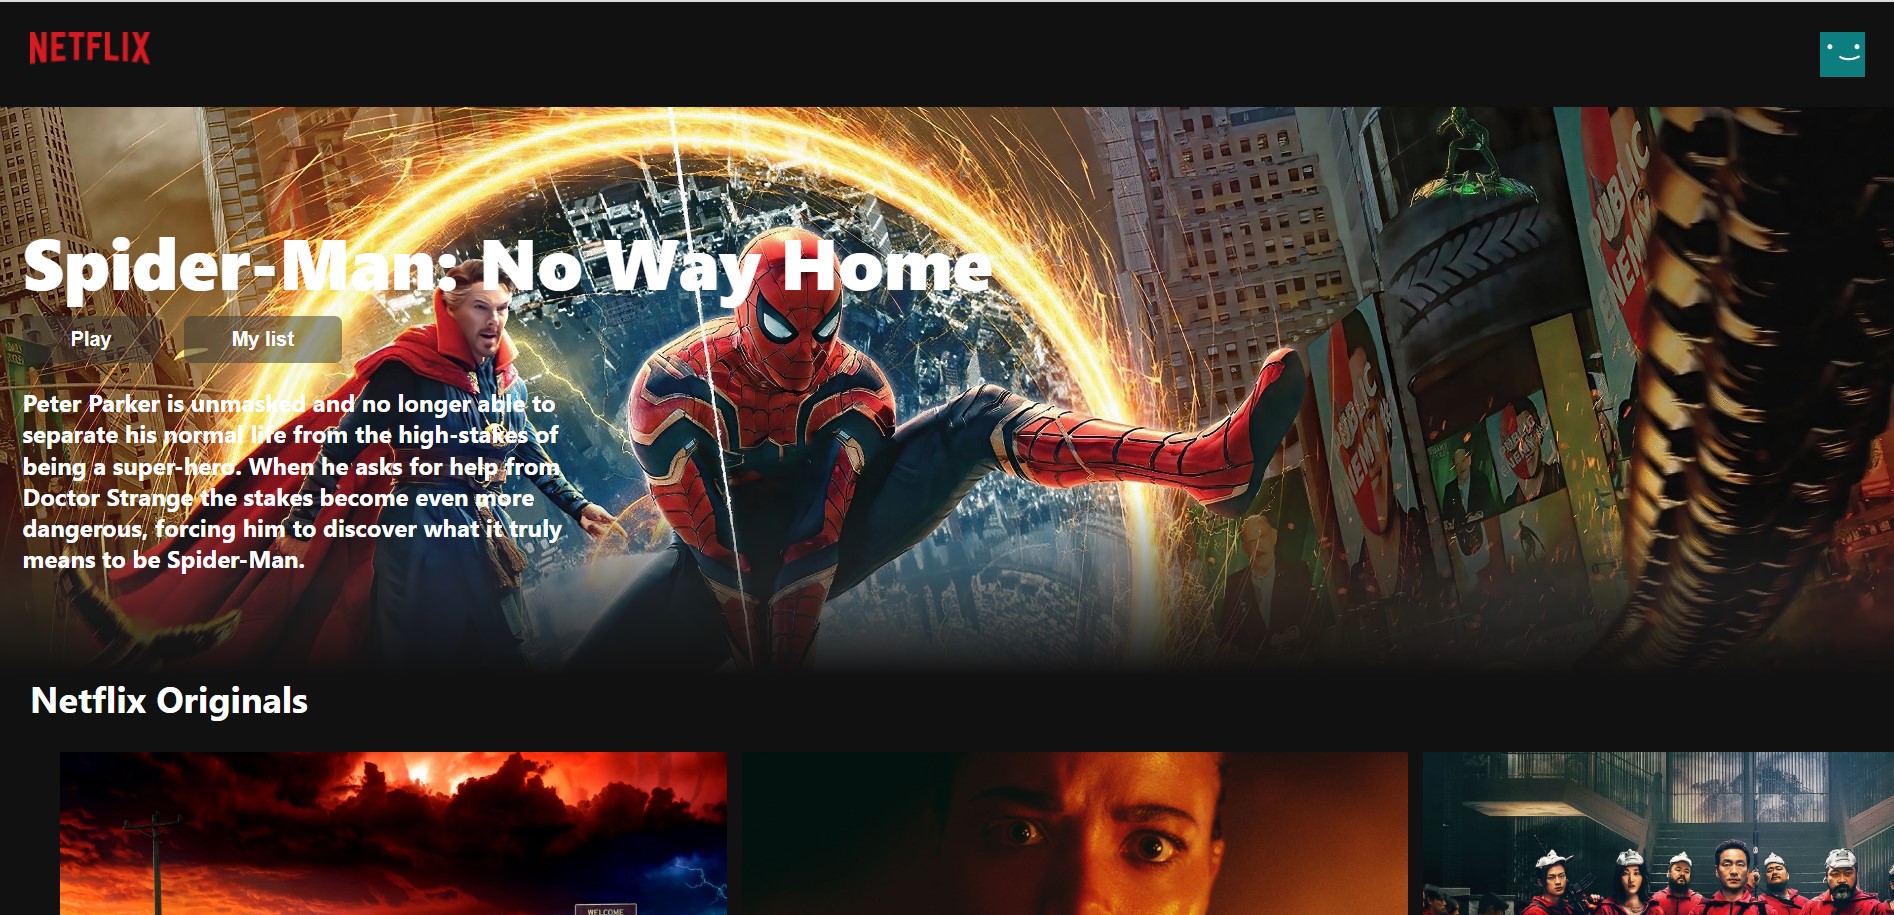 NETFLIX
Spider-Man: No Way Home
Play
My list
Peter Parker is unmasked and no longer able to
separate his normal life from the high-stakes of
being a super-hero. When he asks for help from
Doctor Strange the stakes become even more
dangerous, forcing him to discover what it truly
means to be Spider-Man.
PUBLIC
ENEMY
PUBLIC
ENEMY
Netflix Originals
WELCOME